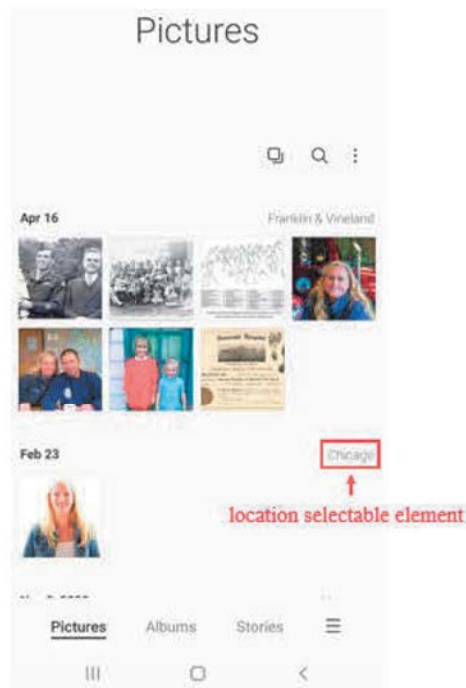 Pictures
Apr 16
Franklin & Vineland
Feb 23
Chicago
location selectable element
Pictures
Albums
Stories